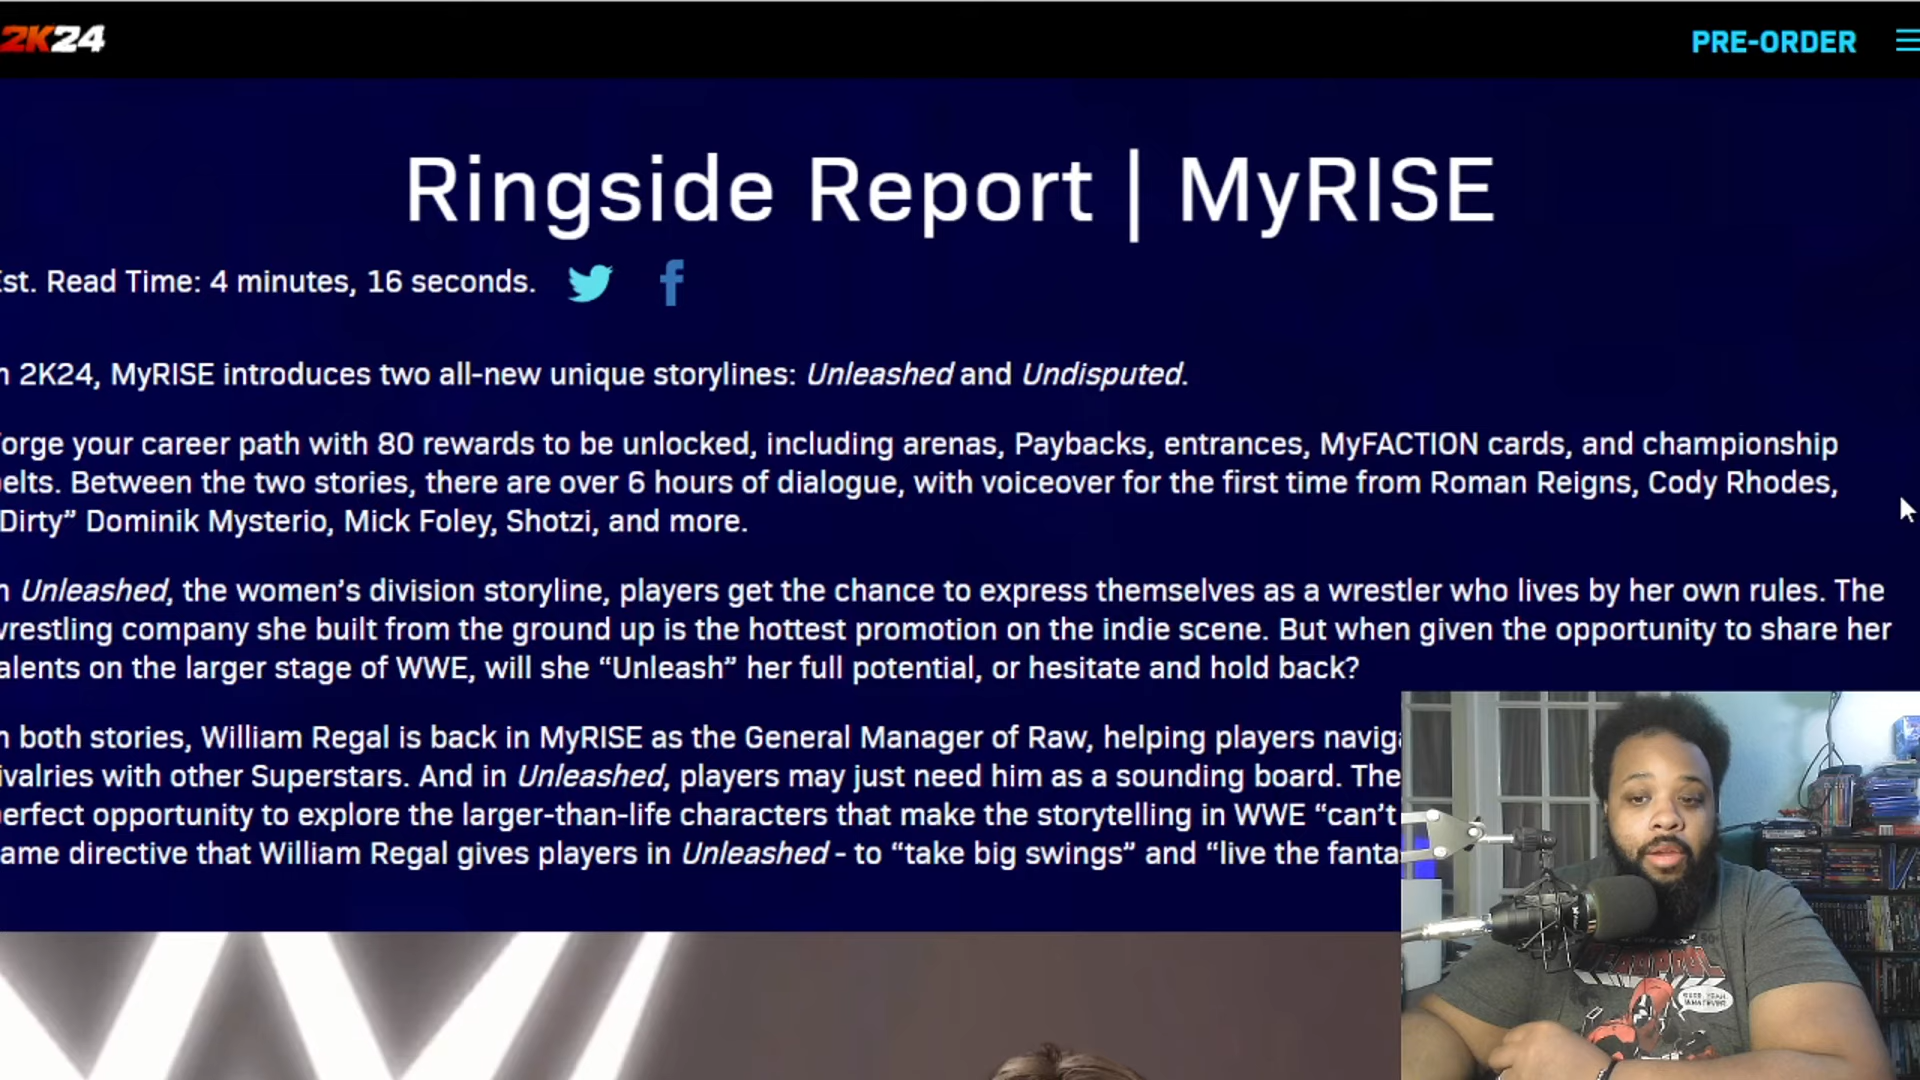 2K24
PRE-ORDER
Ringside Report | MyRISE
Est. Read Time: 4 minutes, 16 seconds.
n 2K24, MyRISE introduces two all-new unique storylines: Unleashed and Undisputed.
orge your career path with 80 rewards to be unlocked, including arenas, Paybacks, entrances, MyFACTION cards, and championship
elts. Between the two stories, there are over 6 hours of dialogue, with voiceover for the first time from Roman Reigns, Cody Rhodes,
Dirty” Dominik Mysterio, Mick Foley, Shotzi, and more.
n Unleashed, the women’s division storyline, players get the chance to express themselves as a wrestler who lives by her own rules. The
wrestling company she built from the ground up is the hottest promotion on the indie scene. But when given the opportunity to share her
alents on the larger stage of WWE, will she “Unleash” her full potential, or hesitate and hold back?
n both stories, William Regal is back in MyRISE as the General Manager of Raw, helping players naviga
ivalries with other Superstars. And in Unleashed, players may just need him as a sounding board. The
perfect opportunity to explore the larger-than-life characters that make the storytelling in WWE “can’t
ame directive that William Regal gives players in Unleashed - to “take big swings” and “live the fanta
DEADPOOL